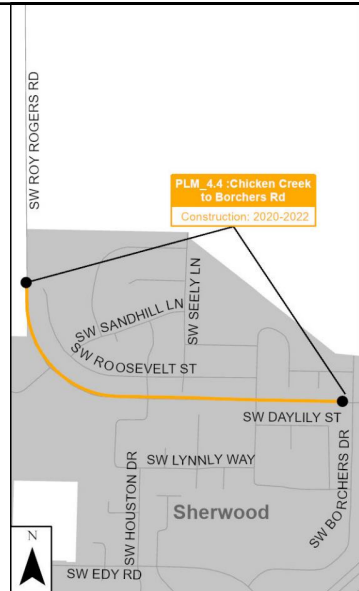 SW ROY ROGERS RD
PLM_4.4 :Chicken Creek
to Borchers Rd
Construction: 2020-2022
SW SEELY LN
SW SANDHILL LN
SW ROOSEVELT ST
SW DAYLILY ST
SW LYNNLY WAY
SW HOUSTON DR
SW BORCHERS DR
Sherwood
N
SW EDY RD